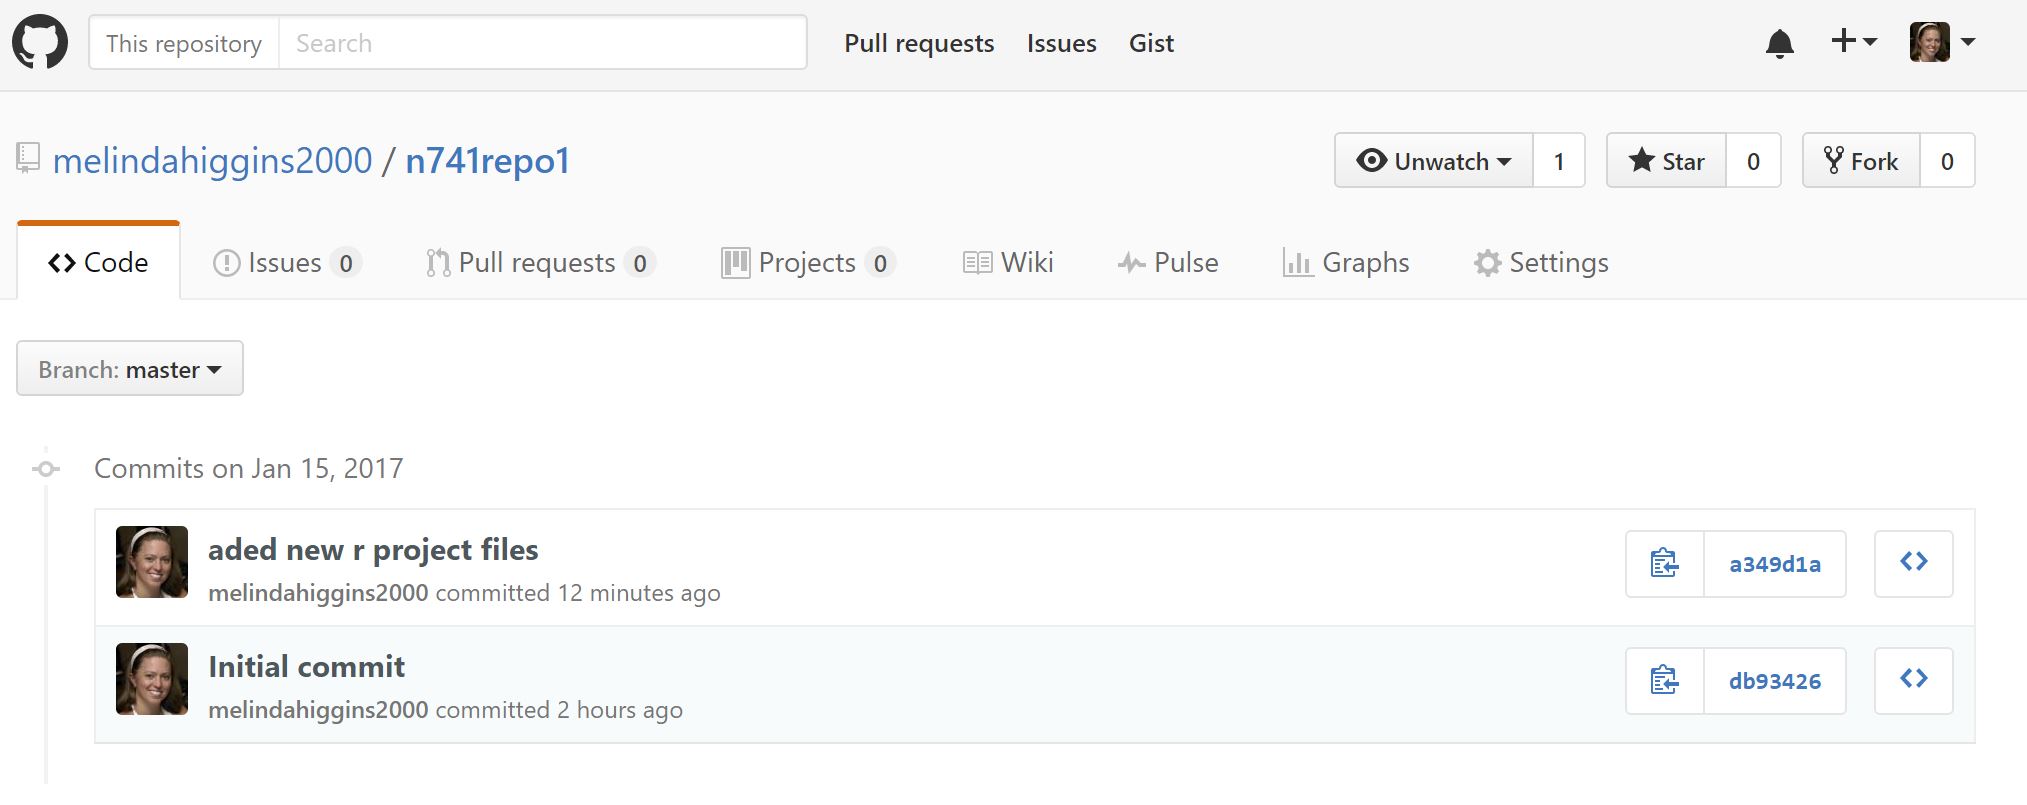 This repository Search Pull requests Issues Gist
melindahiggins2000 / n741repo1 Unwatch 1 Star 0 Fork 0
Code Issues 0 Pull requests 0 Projects 0 Wiki Pulse Graphs Settings
Branch: master
Commits on Jan 15, 2017
aded new r project files
melindahiggins2000 committed 12 minutes ago
a349d1a
Initial commit
melindahiggins2000 committed 2 hours ago
db93426